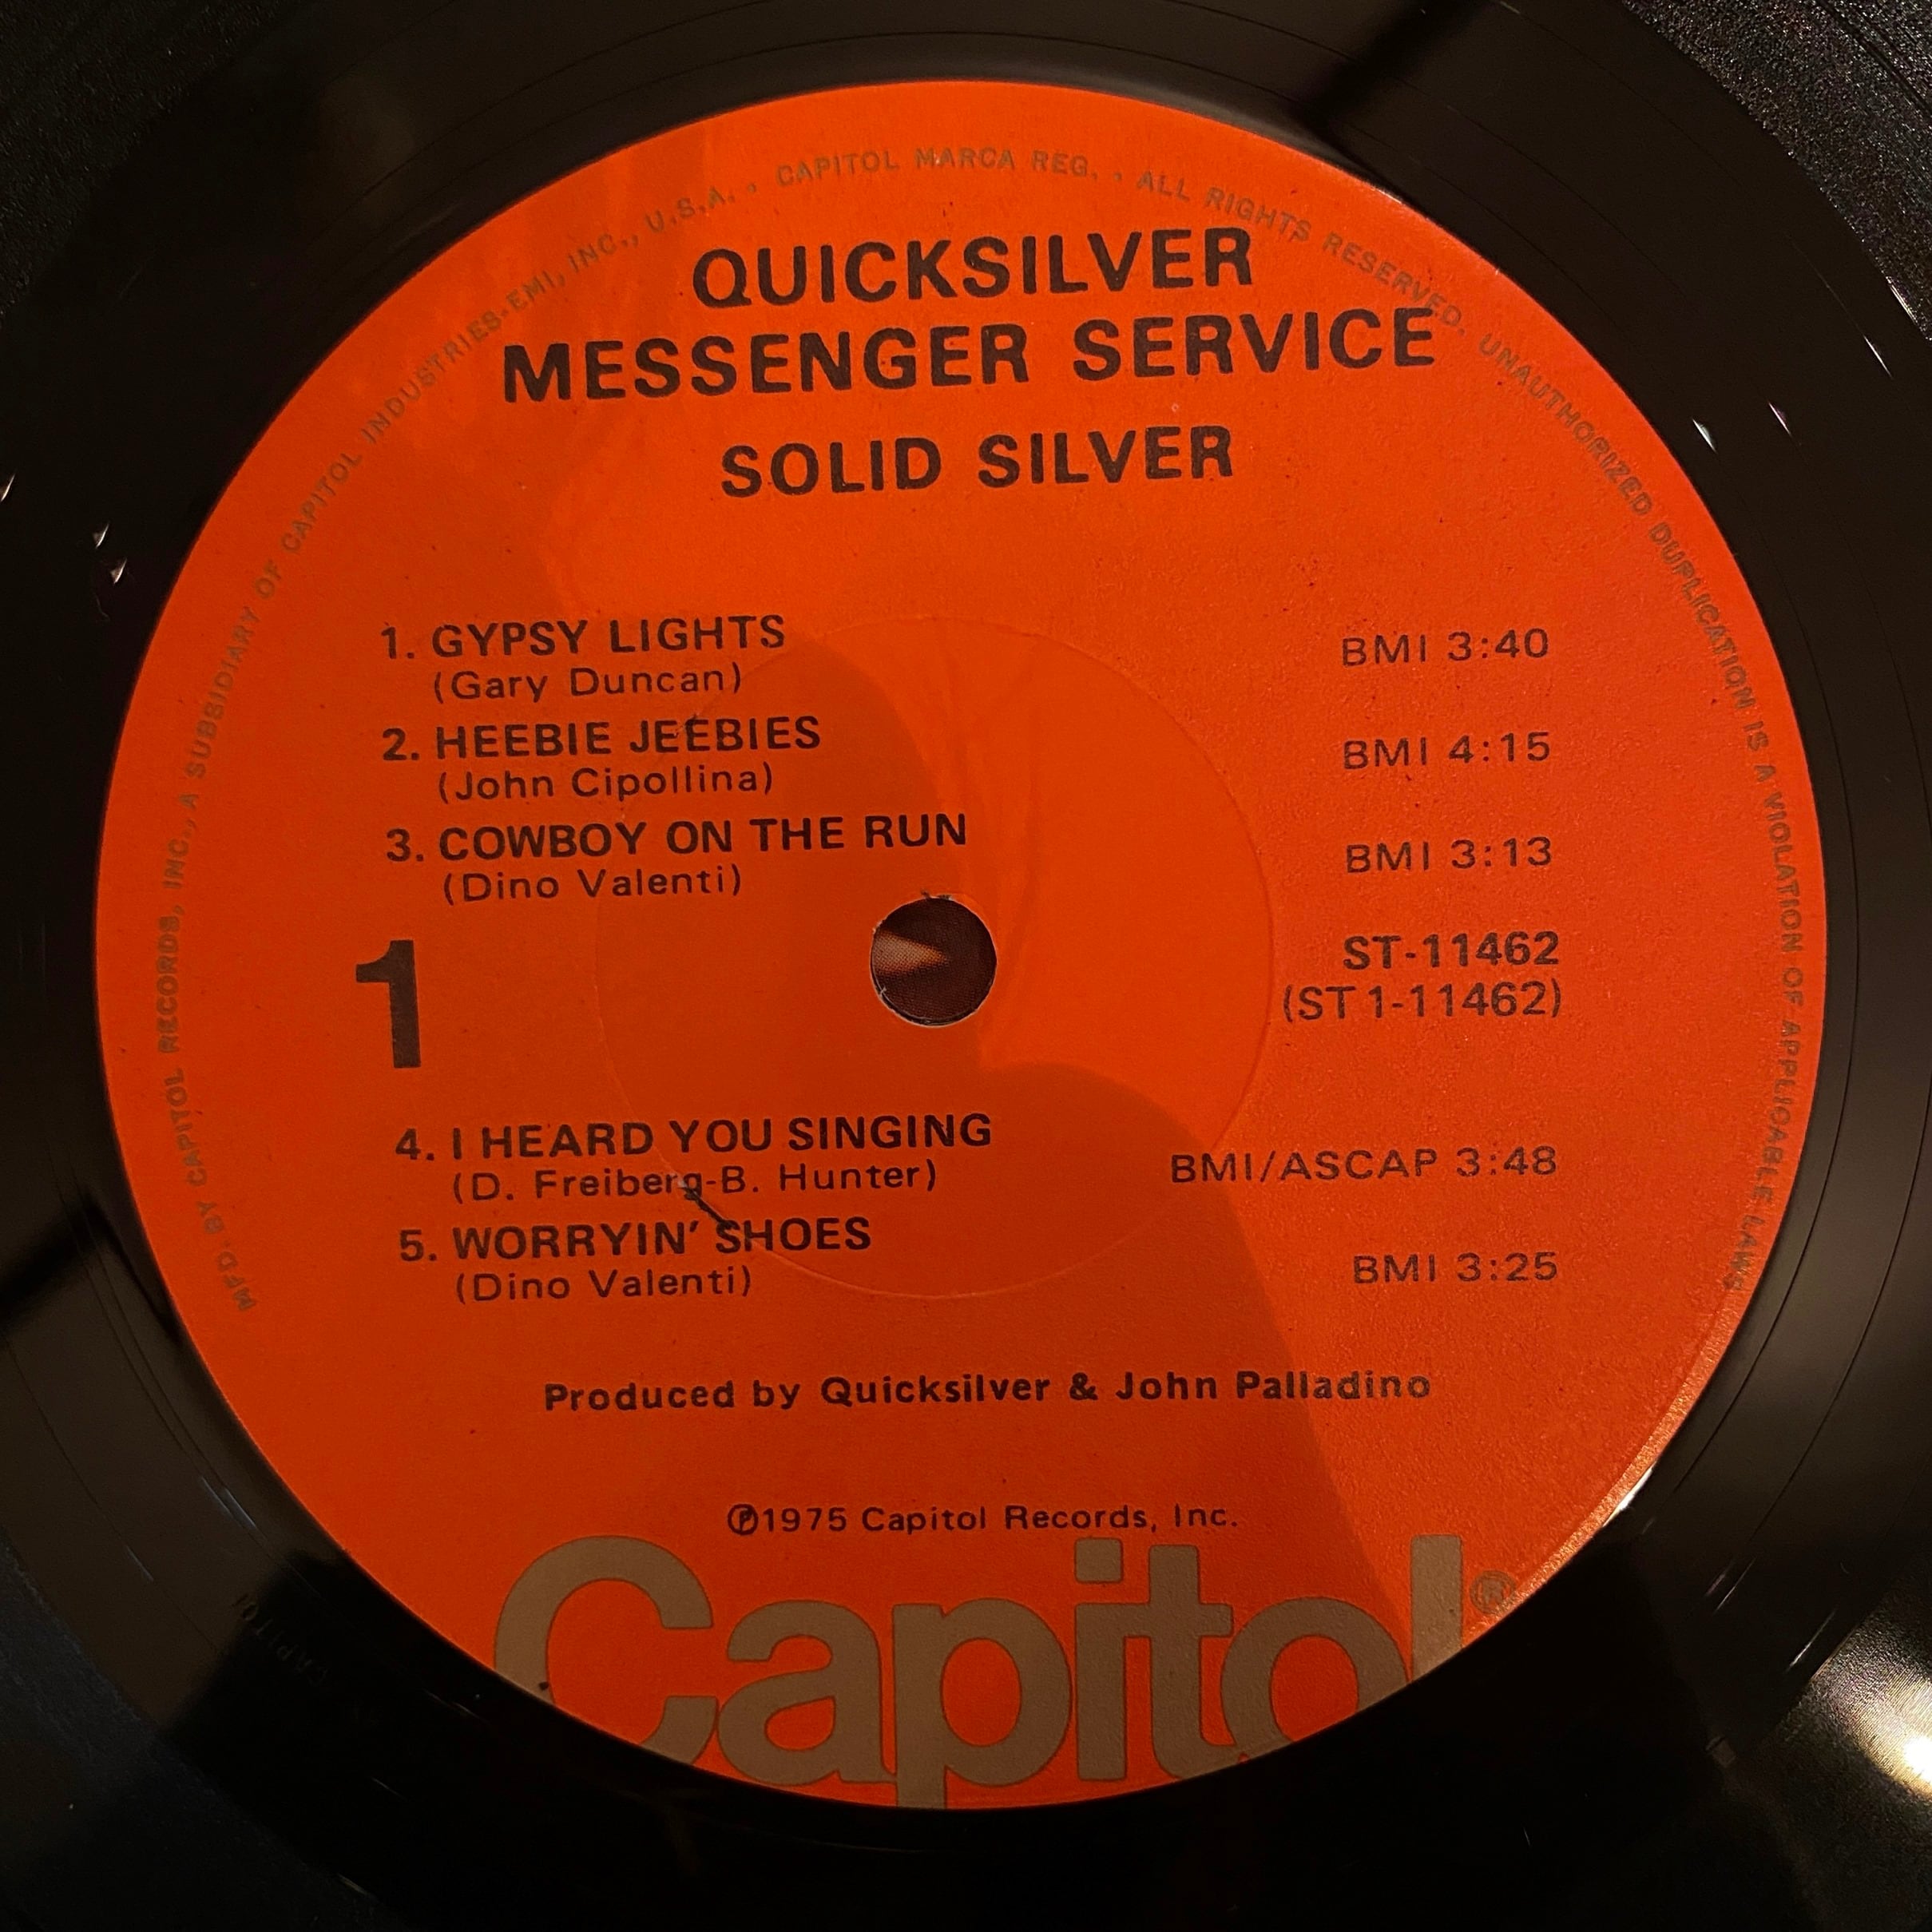 MFD. BY CAPITOL RECORDS, INC., A SUBSIDIARY OF CAPITOL INDUSTRIES-EMI, INC., U.S.A. • CAPITOL MARCA REG. • ALL RIGHTS RESERVED. UNAUTHORIZED DUPLICATION IS A VIOLATION OF APPLICABLE LAWS
QUICKSILVER
MESSENGER SERVICE
SOLID SILVER
1. GYPSY LIGHTS BMI 3:40
(Gary Duncan)
2. HEEBIE JEEBIES BMI 4:15
(John Cipollina)
3. COWBOY ON THE RUN BMI 3:13
(Dino Valenti)
1
ST-11462
(ST 1-11462)
4. I HEARD YOU SINGING BMI/ASCAP 3:48
(D. Freiberg-B. Hunter)
5. WORRYIN' SHOES BMI 3:25
(Dino Valenti)
Produced by Quicksilver & John Palladino
℗1975 Capitol Records, Inc.
Capitol®